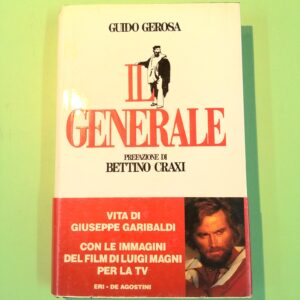 GUIDO GEROSA
IL
GENERALE
PREFAZIONE DI
BETTINO CRAXI
VITA DI
GIUSEPPE GARIBALDI
CON LE IMMAGINI
DEL FILM DI LUIGI MAGNI
PER LA TV
ERI - DE AGOSTINI